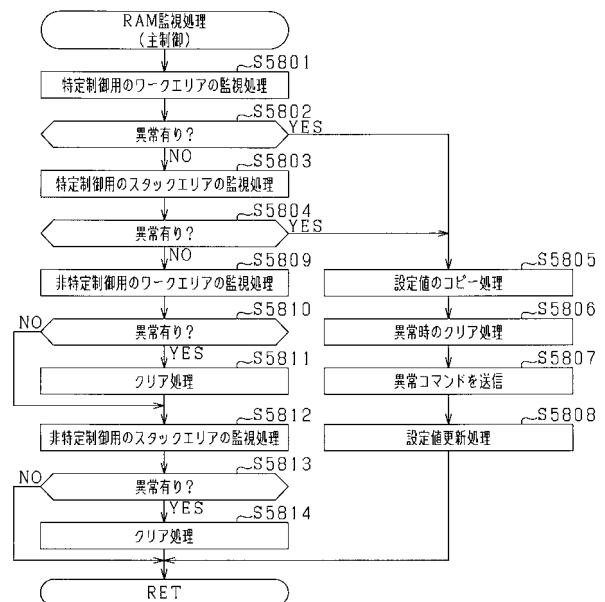 RAM監視処理
(主制御)
S5801
特定制御用のワークエリアの監視処理
S5802
異常有り?
YES
NO
S5803
特定制御用のスタックエリアの監視処理
S5804
異常有り?
YES
NO
S5809
非特定制御用のワークエリアの監視処理
S5810
NO
異常有り?
YES
S5811
クリア処理
S5812
非特定制御用のスタックエリアの監視処理
S5813
NO
異常有り?
YES
S5814
クリア処理
S5805
設定値のコピー処理
S5806
異常時のクリア処理
S5807
異常コマンドを送信
S5808
設定値更新処理
RET